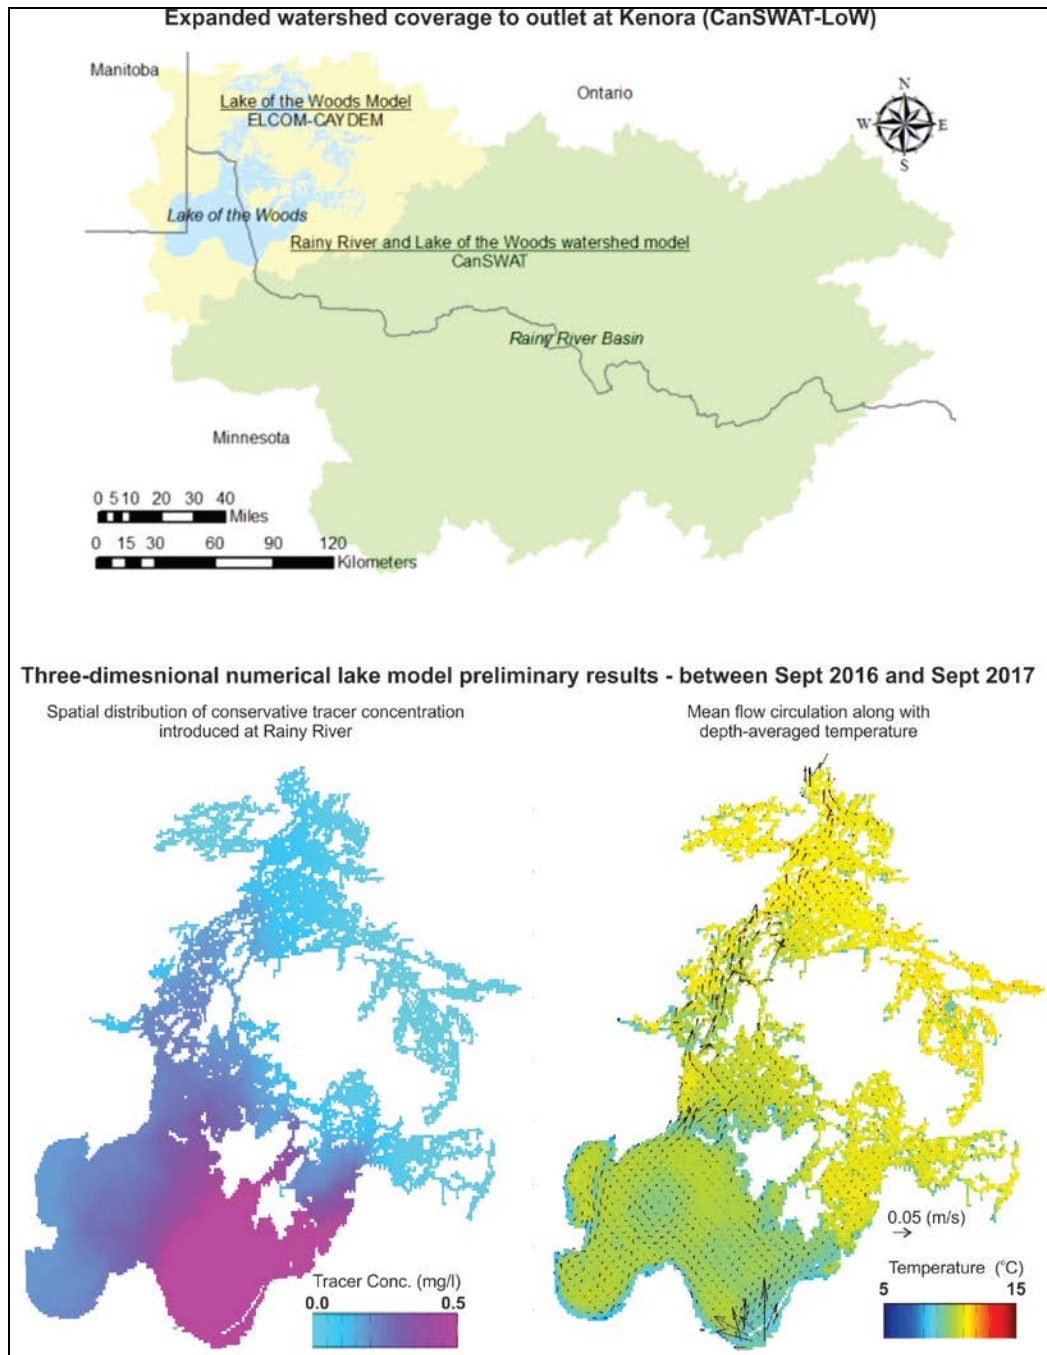 Expanded watershed coverage to outlet at Kenora (CanSWAT-LoW)
Manitoba
Ontario
Lake of the Woods Model
ELCOM-CAYDEM
N
W
E
S
Lake of the Woods
Rainy River and Lake of the Woods watershed model
CanSWAT
Rainy River Basin
Minnesota
0 5 10 20 30 40
Miles
0 15 30 60 90 120
Kilometers
Three-dimesnional numerical lake model preliminary results - between Sept 2016 and Sept 2017
Spatial distribution of conservative tracer concentration
introduced at Rainy River
Mean flow circulation along with
depth-averaged temperature
0.05 (m/s)
Tracer Conc. (mg/l)
0.0 0.5
Temperature (°C)
5 15